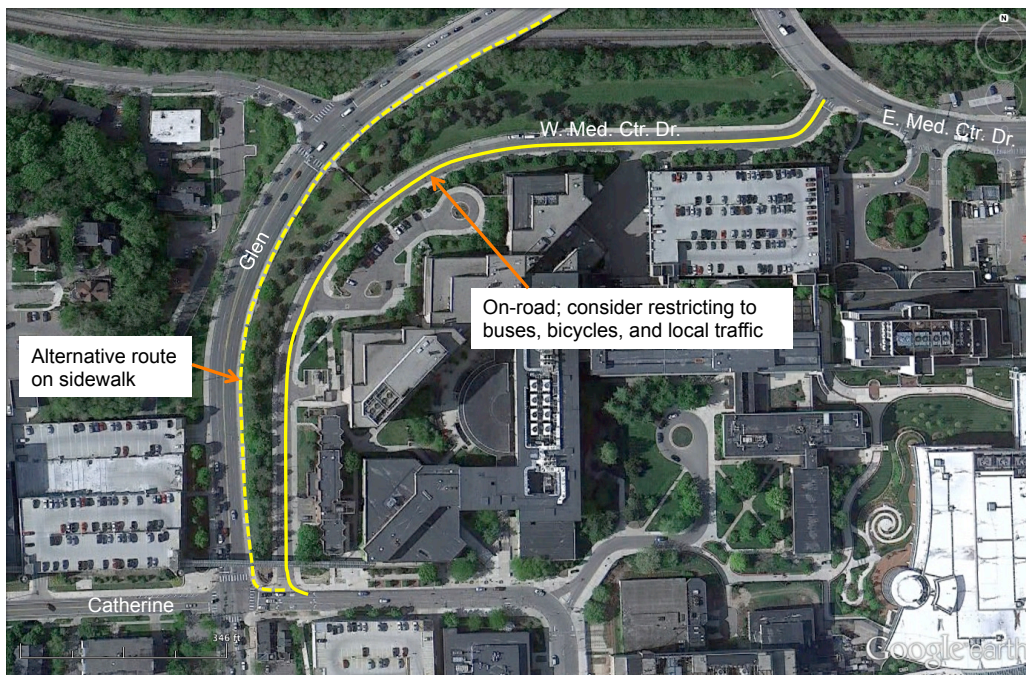 N
W. Med. Ctr. Dr.
E. Med. Ctr. Dr.
Glen
On-road; consider restricting to
buses, bicycles, and local traffic
Alternative route
on sidewalk
Catherine
346 ft
Google earth